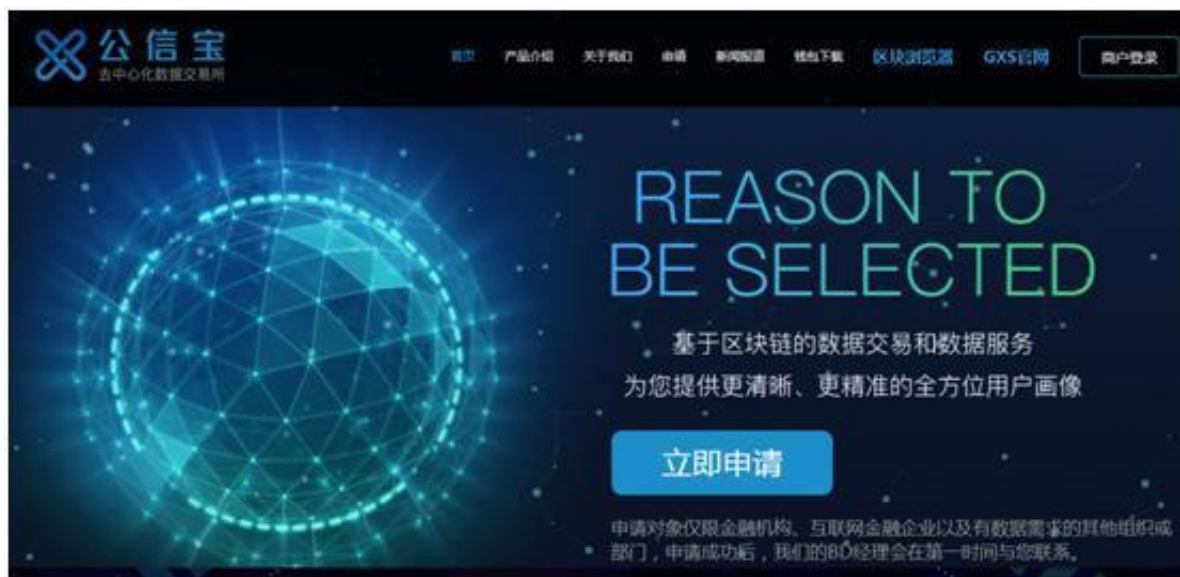 公信宝
去中心化数据交易所
首页 产品介绍 关于我们 申请 新闻报道 钱包下载 区块浏览器 GXS官网 商户登录
REASON TO
BE SELECTED
基于区块链的数据交易和数据服务
为您提供更清晰、更精准的全方位用户画像
立即申请
申请对象仅限金融机构、互联网金融企业以及有数据需求的其他组织或
部门，申请成功后，我们的BD经理会在第一时间与您联系。